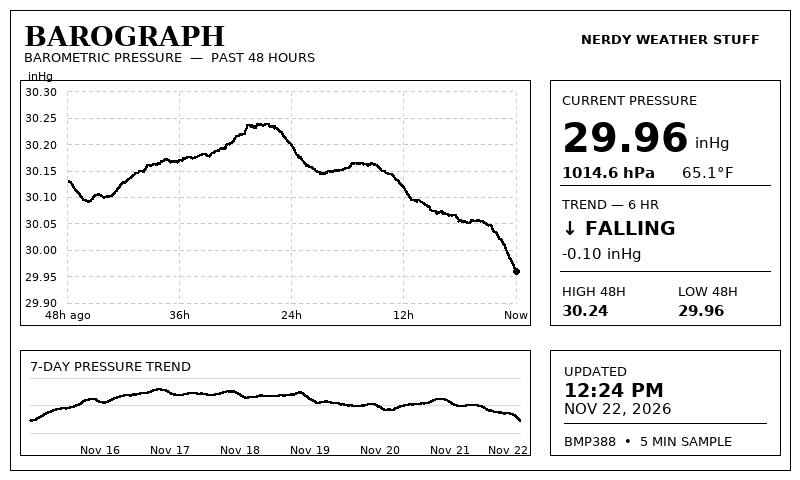 BAROGRAPH
BAROMETRIC PRESSURE — PAST 48 HOURS
NERDY WEATHER STUFF
inHg
30.30
30.25
30.20
30.15
30.10
30.05
30.00
29.95
29.90
48h ago 36h 24h 12h Now
CURRENT PRESSURE
29.96 inHg
1014.6 hPa 65.1°F
TREND — 6 HR
↓ FALLING
-0.10 inHg
HIGH 48H LOW 48H
30.24 29.96
7-DAY PRESSURE TREND
Nov 16 Nov 17 Nov 18 Nov 19 Nov 20 Nov 21 Nov 22
UPDATED
12:24 PM
NOV 22, 2026
BMP388 • 5 MIN SAMPLE